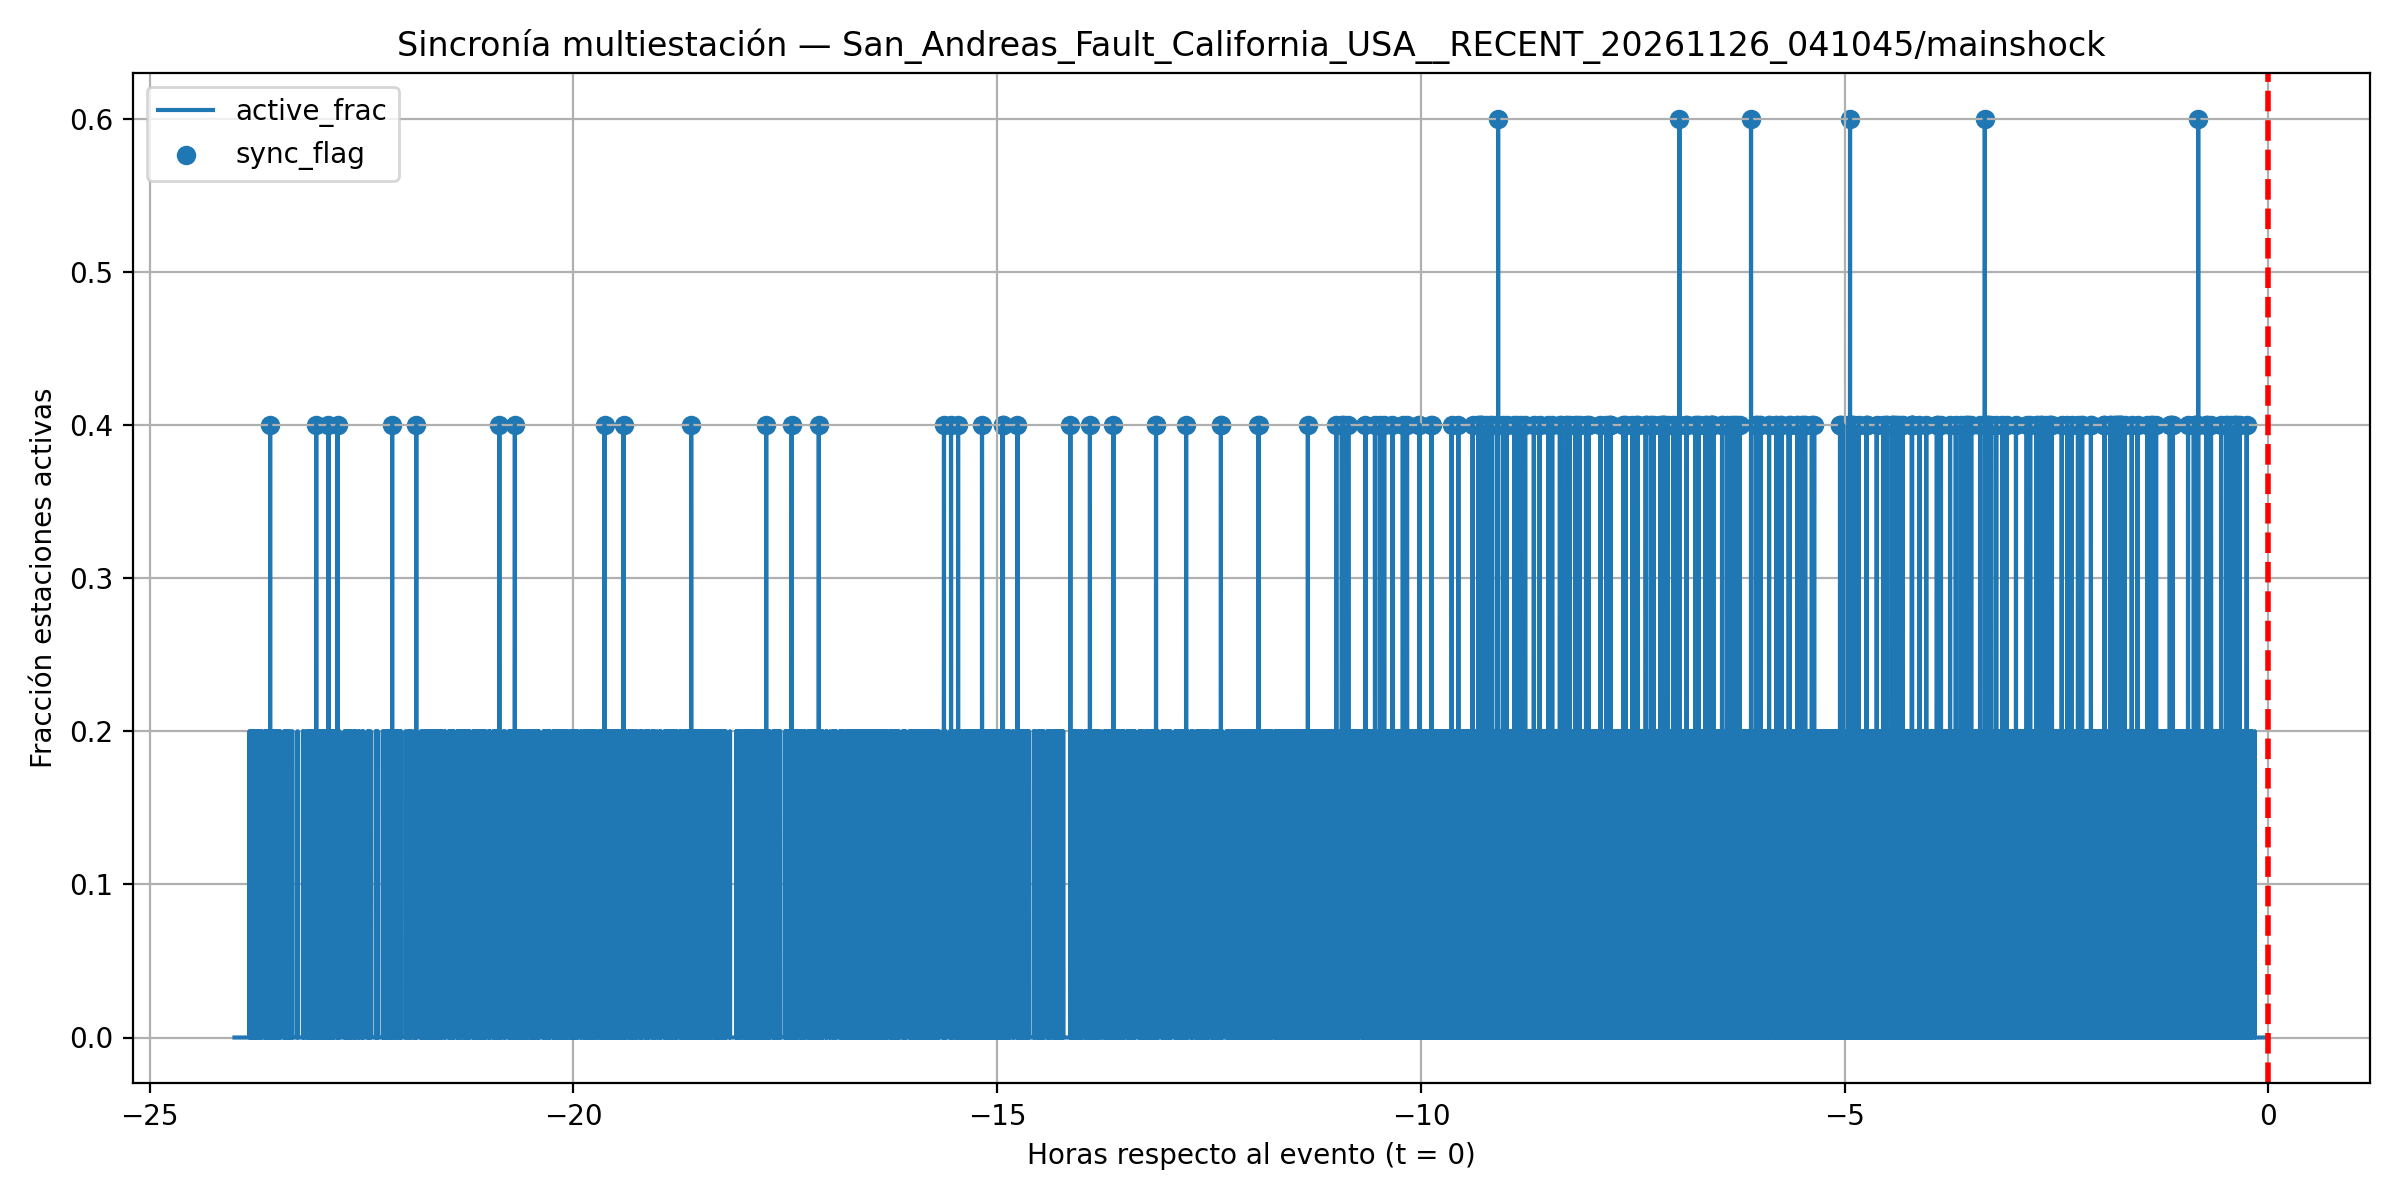 Sincronía multiestación — San_Andreas_Fault_California_USA__RECENT_20261126_041045/mainshock
active_frac
sync_flag
Fracción estaciones activas
0.6
0.5
0.4
0.3
0.2
0.1
0.0
−25
−20
−15
−10
−5
0
Horas respecto al evento (t = 0)